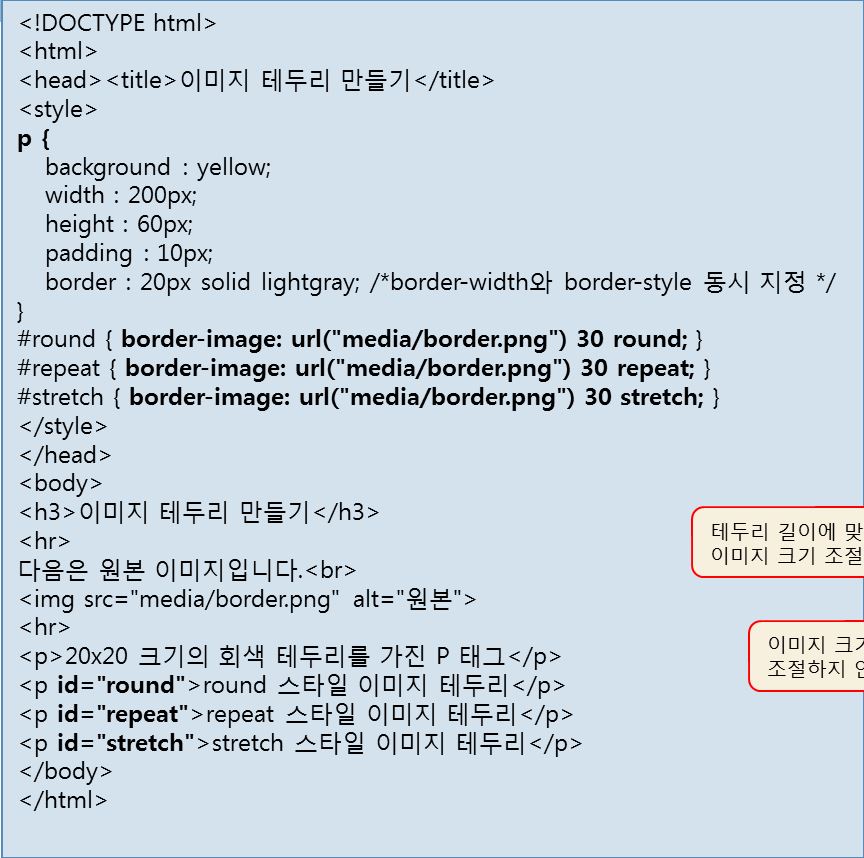 <!DOCTYPE html>
<html>
<head><title>이미지 테두리 만들기</title>
<style>
p {
background : yellow;
width : 200px;
height : 60px;
padding : 10px;
border : 20px solid lightgray; /*border-width와 border-style 동시 지정 */
}
#round { border-image: url("media/border.png") 30 round; }
#repeat { border-image: url("media/border.png") 30 repeat; }
#stretch { border-image: url("media/border.png") 30 stretch; }
</style>
</head>
<body>
<h3>이미지 테두리 만들기</h3>
<hr>
다음은 원본 이미지입니다.<br>
<img src="media/border.png" alt="원본">
<hr>
<p>20x20 크기의 회색 테두리를 가진 P 태그</p>
<p id="round">round 스타일 이미지 테두리</p>
<p id="repeat">repeat 스타일 이미지 테두리</p>
<p id="stretch">stretch 스타일 이미지 테두리</p>
</body>
</html>
테두리 길이에 맞
이미지 크기 조절
이미지 크기
조절하지